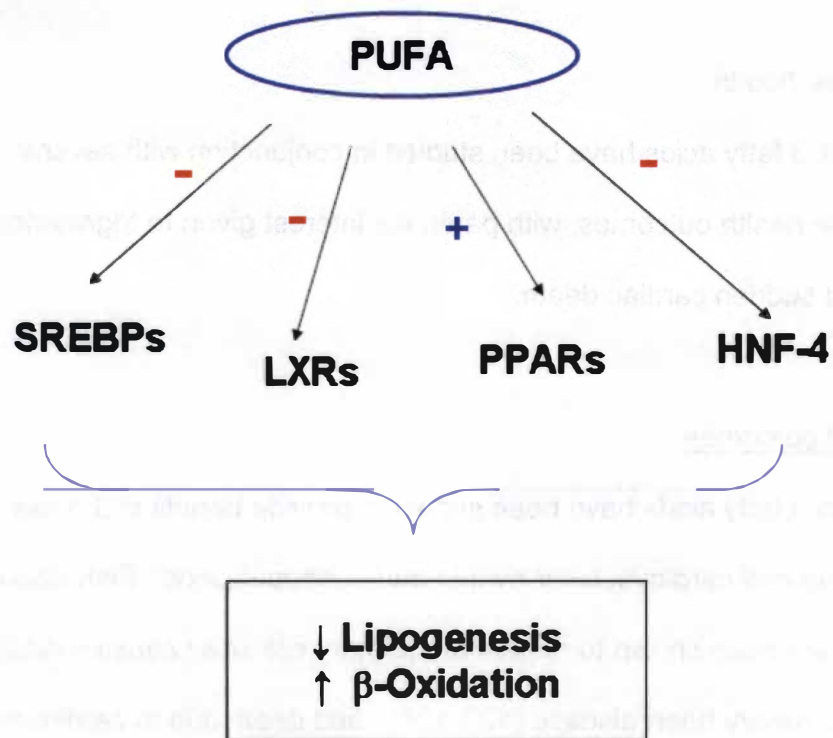 PUFA
- - + -
SREBPs LXRs PPARs HNF-4
↓ Lipogenesis
↑ β-Oxidation